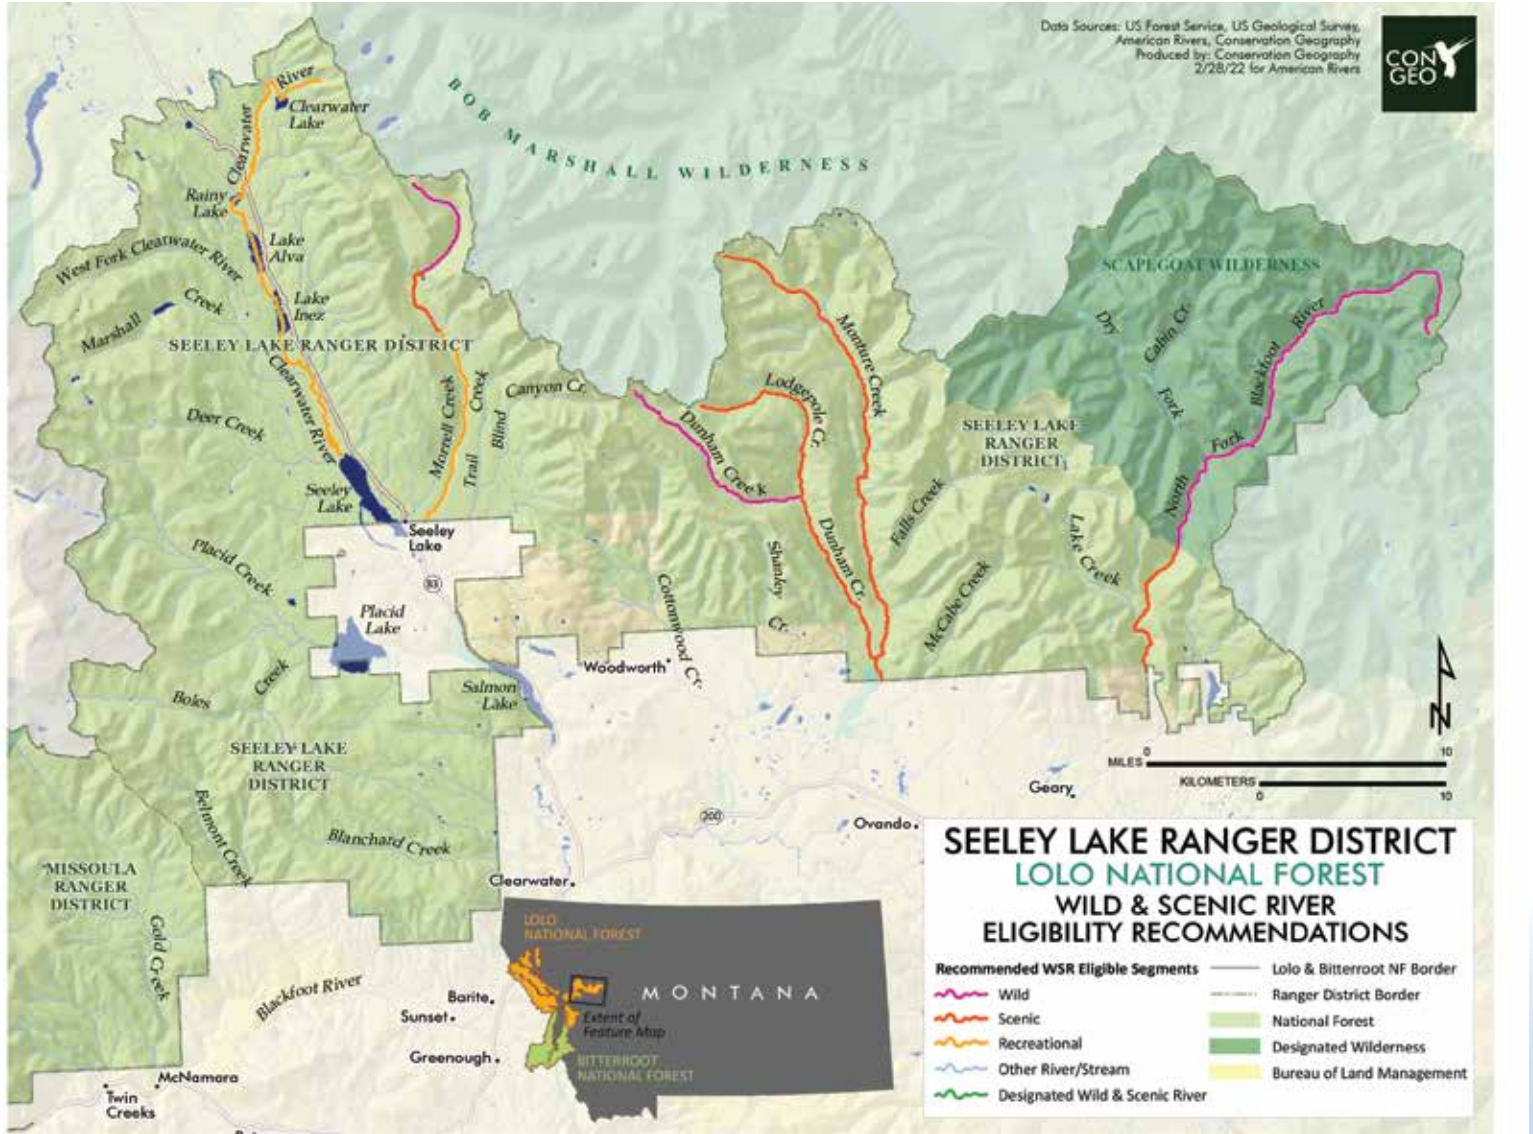 Data Sources: US Forest Service, US Geological Survey,
American Rivers, Conservation Geography
Produced by: Conservation Geography
2/28/22 for American Rivers
CON
GEO
BOB MARSHALL WILDERNESS
River
Clearwater
Lake
Clearwater
Rainy
Lake
Lake
Alva
West Fork Clearwater River
Lake
Inez
Marshall
Creek
SEELEY LAKE RANGER DISTRICT
Clearwater River
Deer Creek
Morrell Creek
Trail
Creek
Blind
Canyon Cr.
Seeley
Lake
Seeley
Lake
Placid Creek
83
Placid
Lake
Boles
Creek
Salmon
Lake
Woodworth
Cottonwood Cr.
Shanley
Cr.
Dunham Creek
Lodgepole Cr.
Monture Creek
Dunham Cr.
Falls Creek
McCabe Creek
SEELEY LAKE
RANGER
DISTRICT
Lake Creek
SCAPEGOAT WILDERNESS
Dry
Fork
Cabin Cr.
North
Fork
Blackfoot
River
N
0
10
MILES
KILOMETERS
0
10
Geary
Ovando
200
SEELEY LAKE
RANGER
DISTRICT
Belmont Creek
Blanchard Creek
MISSOULA
RANGER
DISTRICT
Gold Creek
Clearwater
Blackfoot River
Barite
Sunset
Greenough
McNamara
Twin
Creeks
LOLO
NATIONAL FOREST
MONTANA
Extent of
Feature Map
BITTERROOT
NATIONAL FOREST
SEELEY LAKE RANGER DISTRICT
LOLO NATIONAL FOREST
WILD & SCENIC RIVER
ELIGIBILITY RECOMMENDATIONS
Recommended WSR Eligible Segments
Wild
Scenic
Recreational
Other River/Stream
Designated Wild & Scenic River
Lolo & Bitterroot NF Border
Ranger District Border
National Forest
Designated Wilderness
Bureau of Land Management